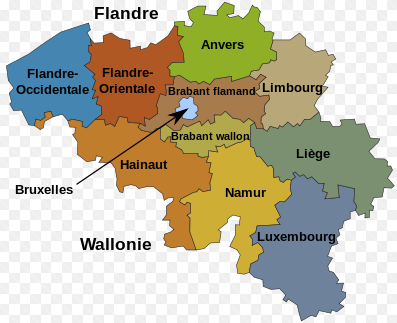 Flandre
Anvers
Flandre-
Occidentale
Flandre-
Orientale
Brabant flamand
Limbourg
Brabant wallon
Liège
Hainaut
Bruxelles
Namur
Wallonie
Luxembourg